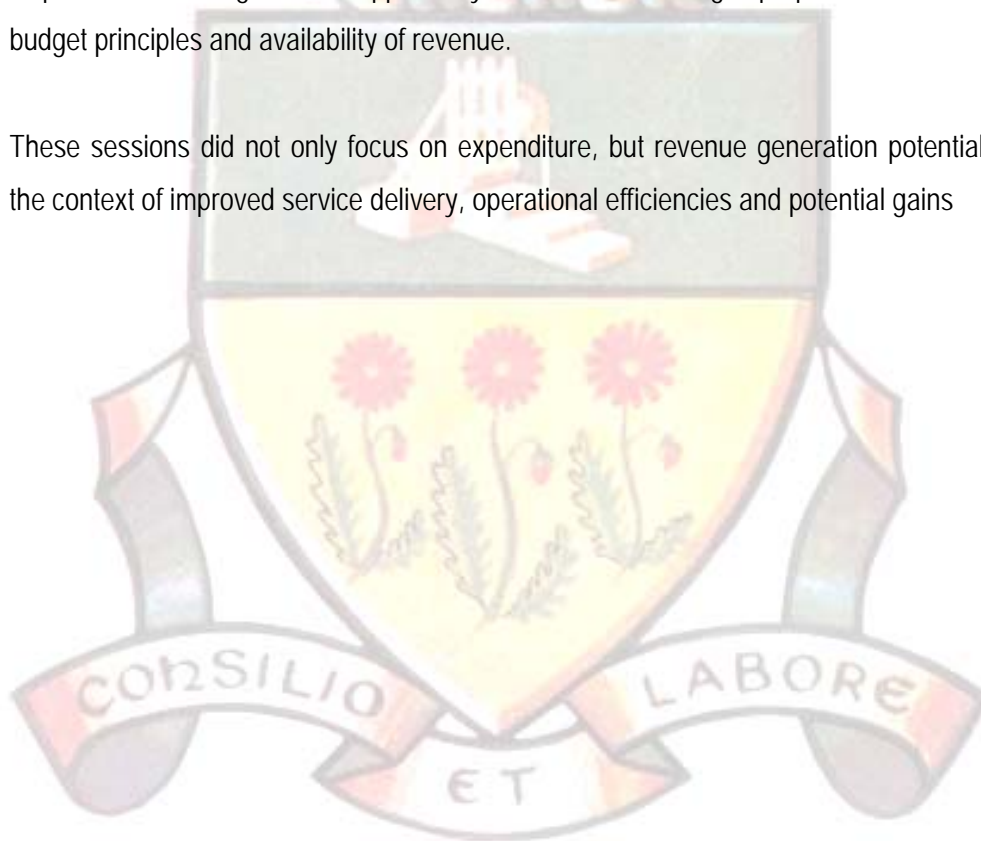 budget principles and availability of revenue.
These sessions did not only focus on expenditure, but revenue generation potential
the context of improved service delivery, operational efficiencies and potential gains
CONSILIO
LABORE
ET